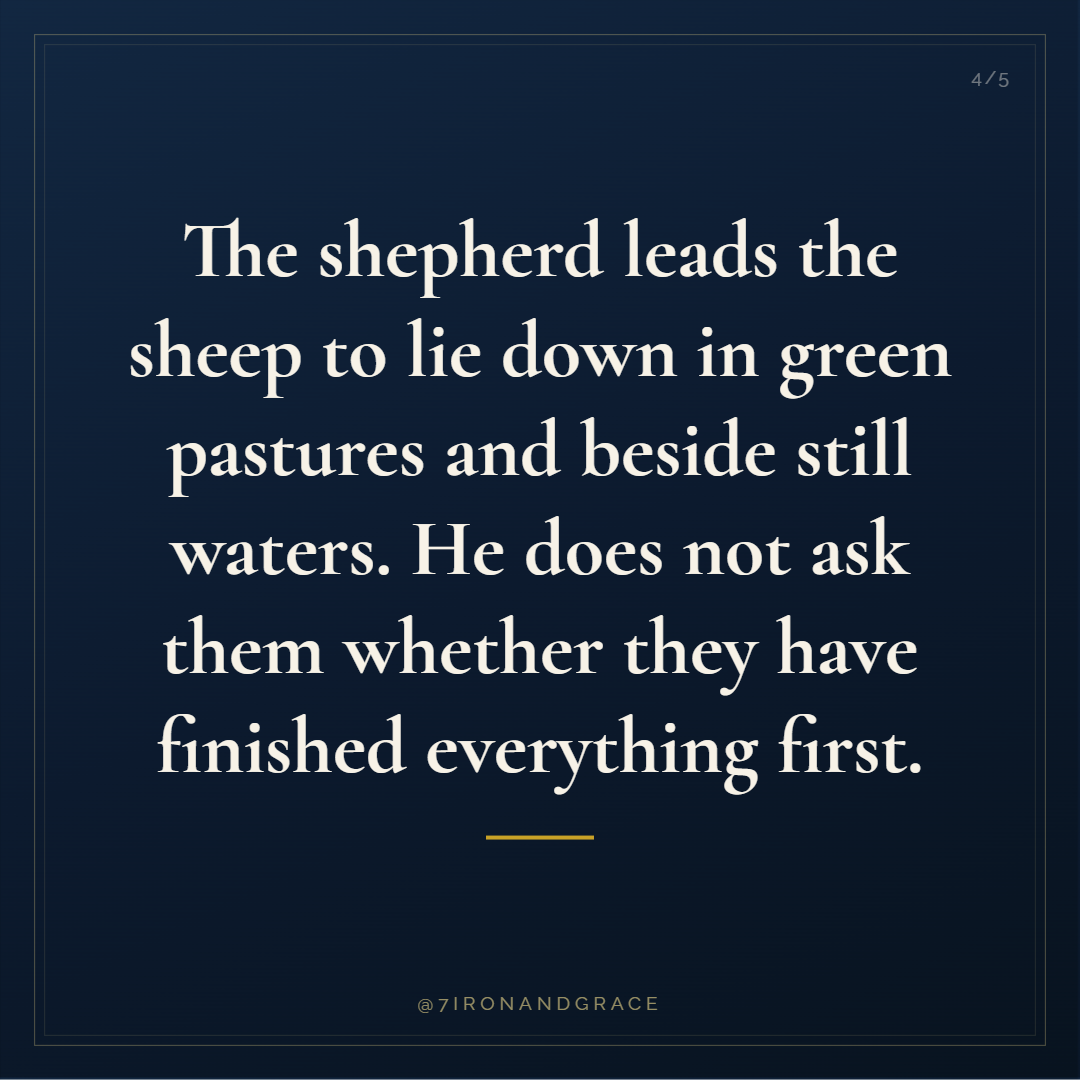 4/5
The shepherd leads the
sheep to lie down in green
pastures and beside still
waters. He does not ask
them whether they have
finished everything first.
@7IRONANDGRACE